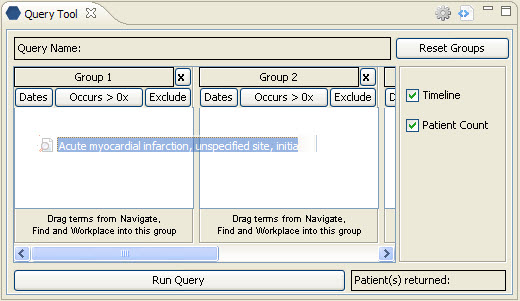 Query Tool
Query Name:
Reset Groups
Group 1 x Group 2 x
Dates Occurs > 0x Exclude Dates Occurs > 0x Exclude
Timeline
Patient Count
Acute myocardial infarction, unspecified site, initia
Drag terms from Navigate,
Find and Workplace into this group
Drag terms from Navigate,
Find and Workplace into this group
Run Query
Patient(s) returned: